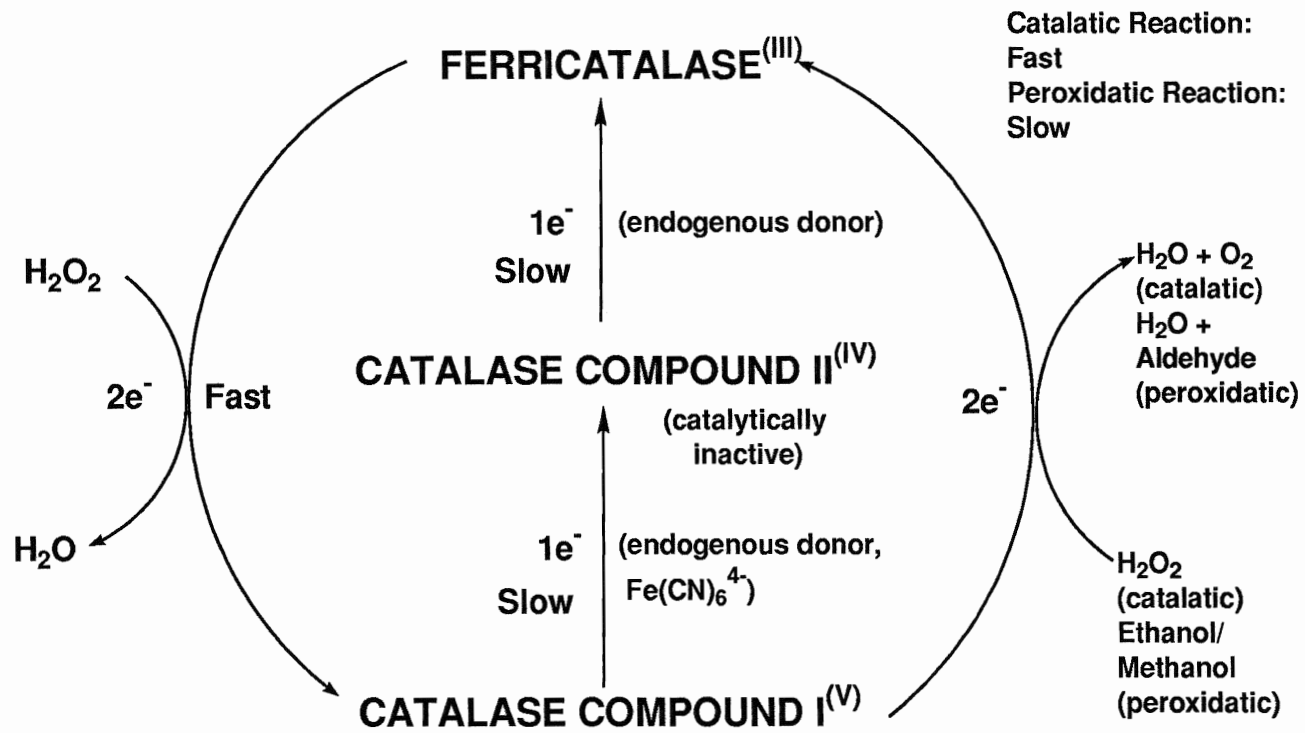 Catalatic Reaction:
Fast
Peroxidatic Reaction:
Slow
FERRICATALASE(III)
1e- (endogenous donor)
Slow
H2O2
H2O + O2
(catalatic)
H2O +
Aldehyde
(peroxidatic)
CATALASE COMPOUND II(IV)
(catalytically
inactive)
2e- Fast
2e-
H2O
1e- (endogenous donor,
Slow Fe(CN)6 4-)
H2O2
(catalatic)
Ethanol/
Methanol
(peroxidatic)
CATALASE COMPOUND I(V)